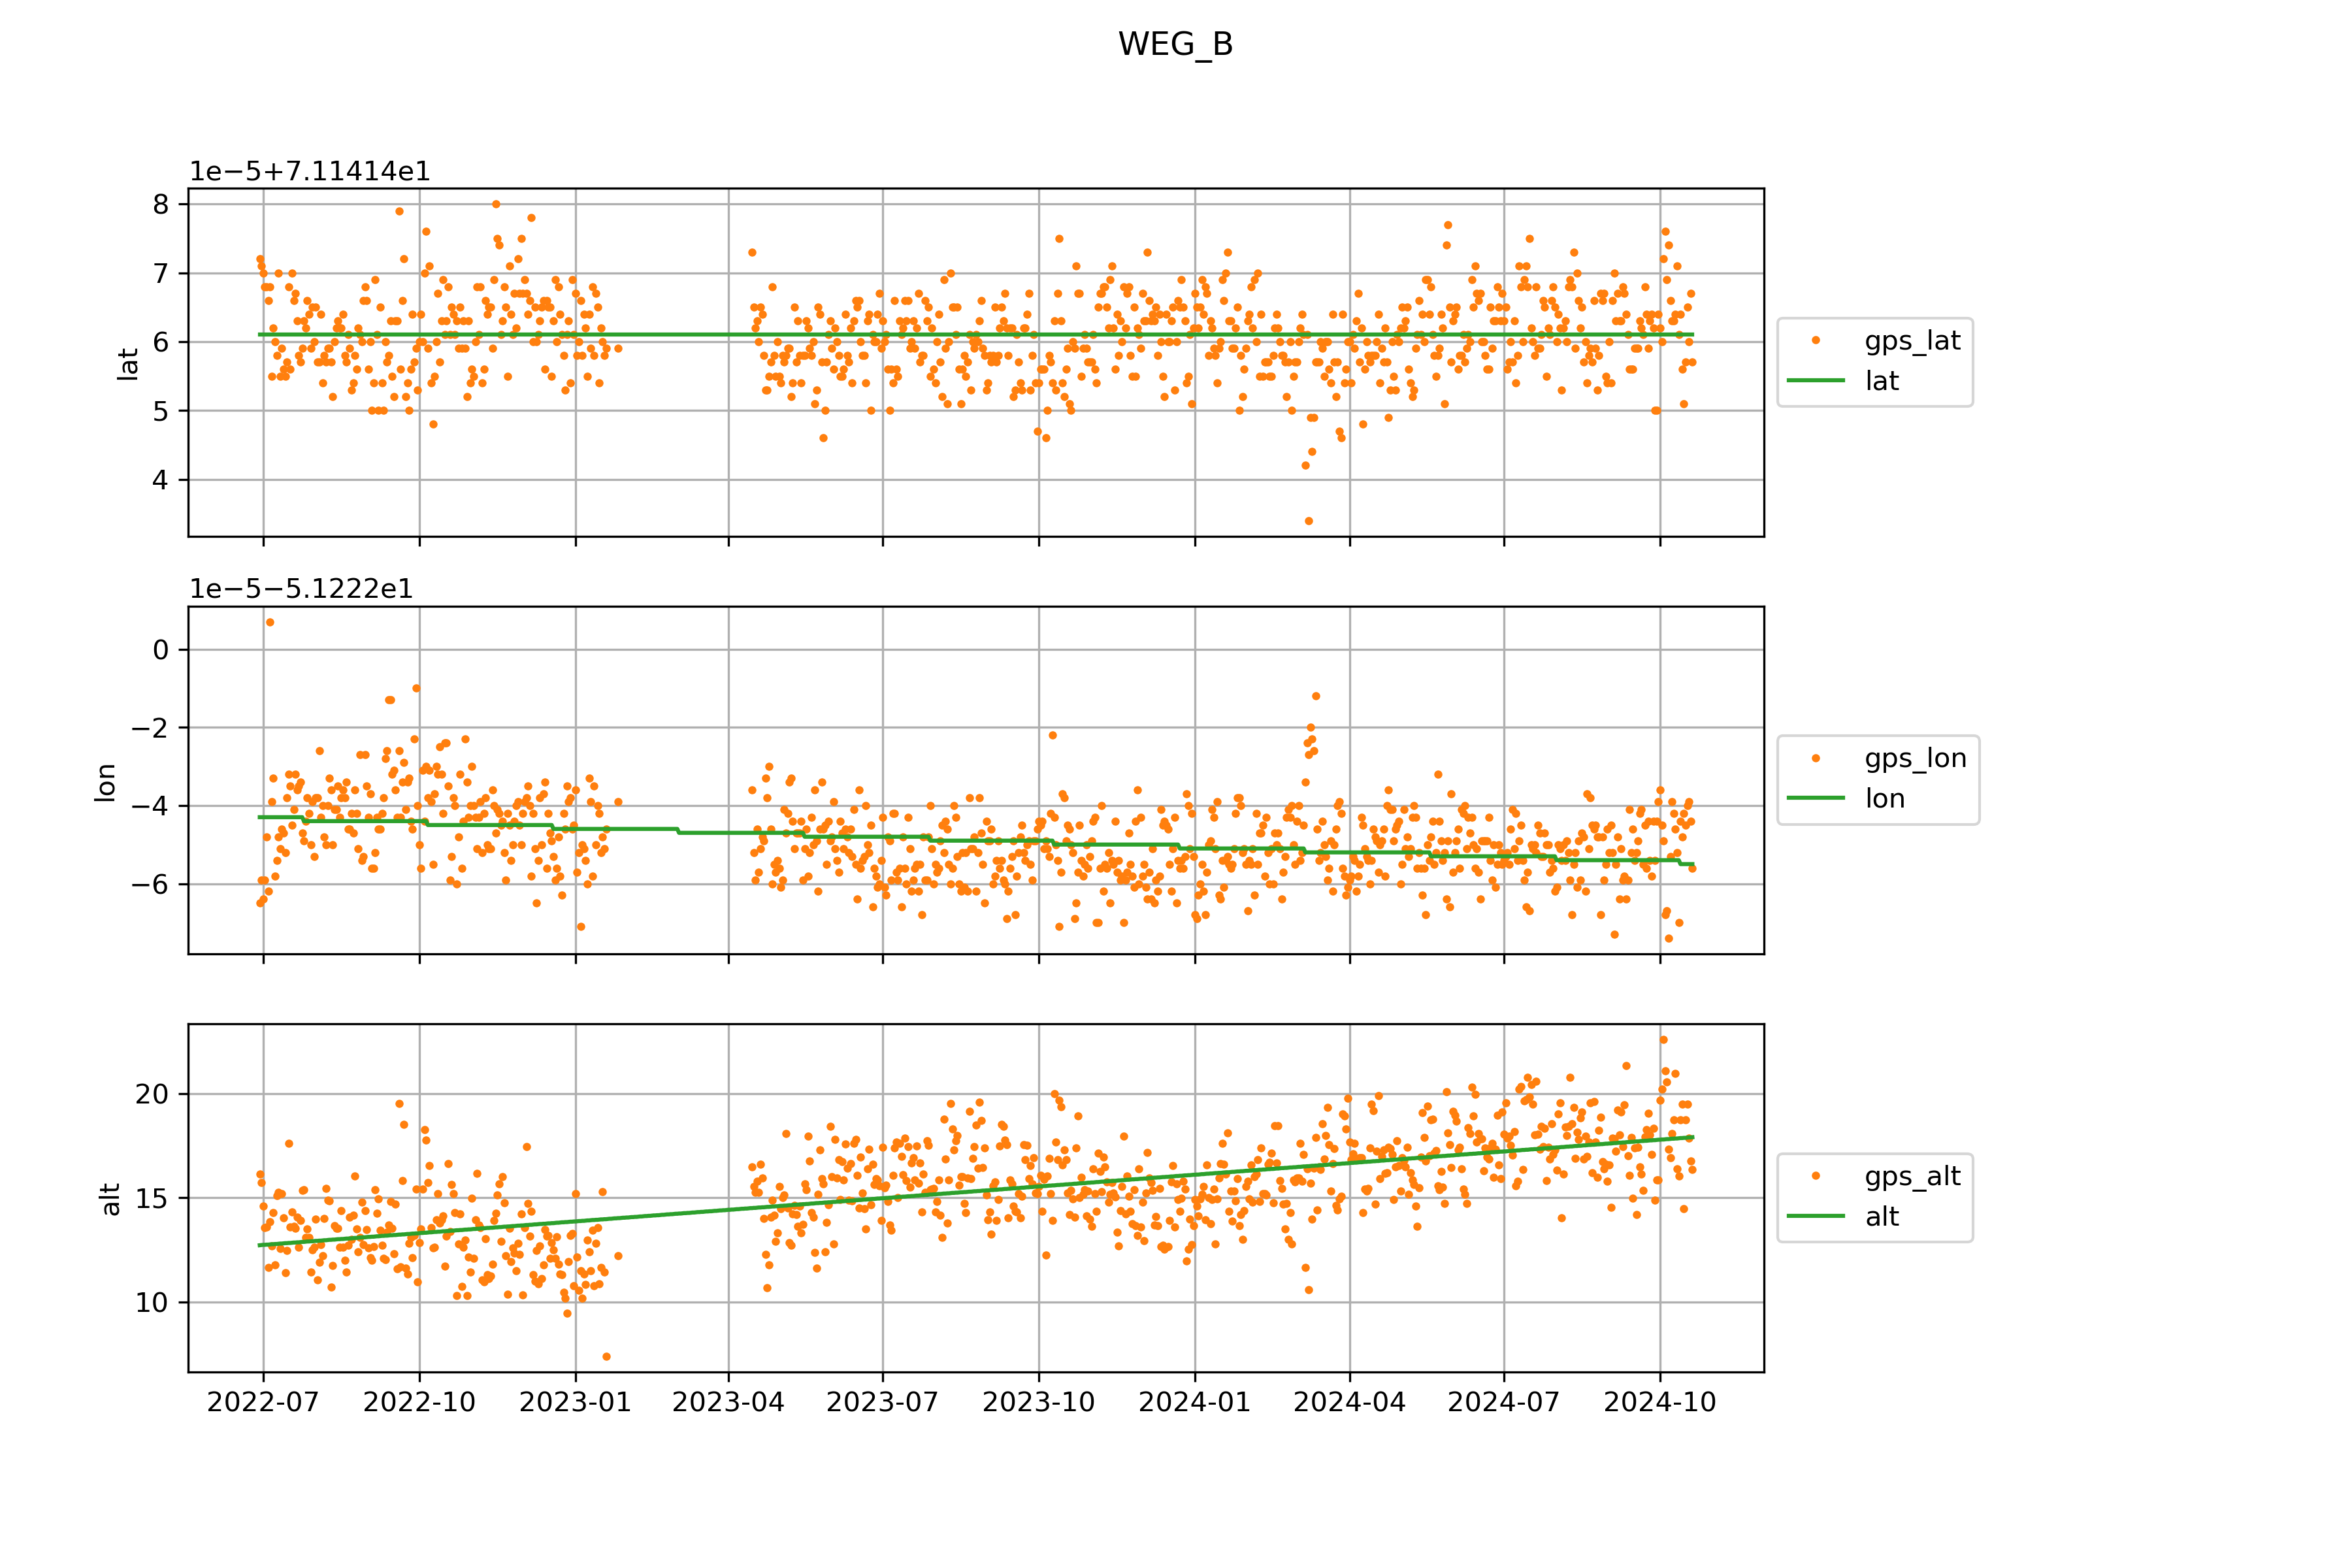 WEG_B
1e−5+7.11414e1
8
7
6
5
4
lat
gps_lat
lat
1e−5−5.1222e1
0
−2
−4
−6
lon
gps_lon
lon
20
15
10
alt
gps_alt
alt
2022-07 2022-10 2023-01 2023-04 2023-07 2023-10 2024-01 2024-04 2024-07 2024-10